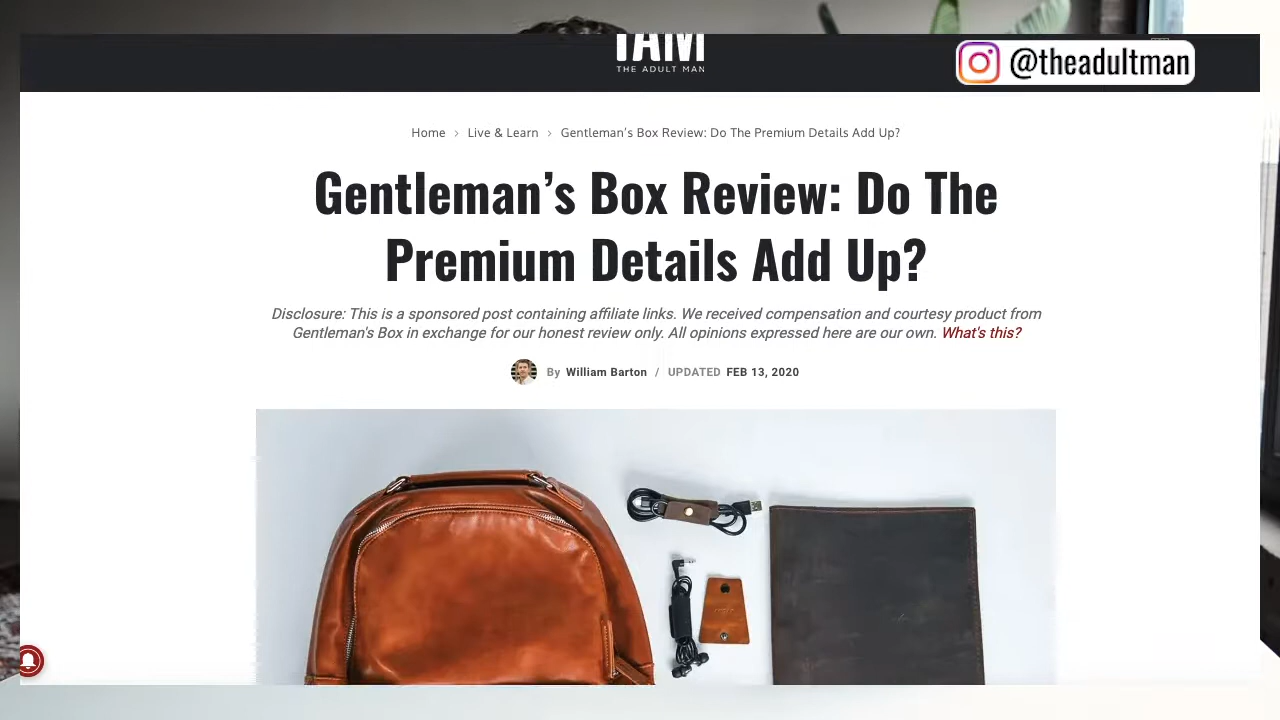 TAM
THE ADULT MAN
@theadultman
Home > Live & Learn > Gentleman's Box Review: Do The Premium Details Add Up?
Gentleman’s Box Review: Do The
Premium Details Add Up?
Disclosure: This is a sponsored post containing affiliate links. We received compensation and courtesy product from
Gentleman's Box in exchange for our honest review only. All opinions expressed here are our own. What's this?
By William Barton / UPDATED FEB 13, 2020